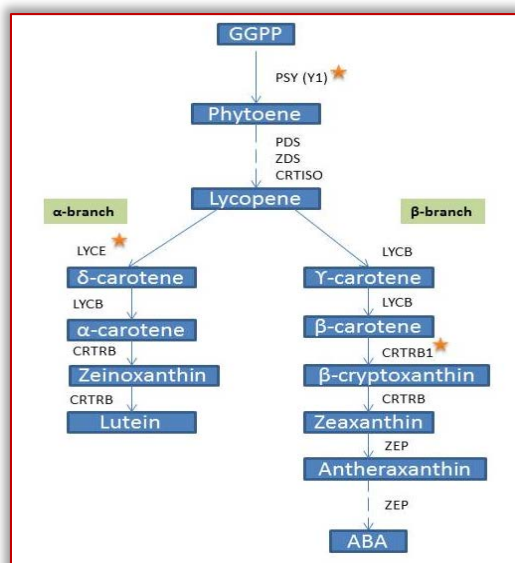 GGPP
PSY (Y1)
Phytoene
PDS
ZDS
CRTISO
Lycopene
α-branch
β-branch
LYCE
LYCB
δ-carotene
ϒ-carotene
LYCB
LYCB
α-carotene
β-carotene
CRTRB
CRTRB1
Zeinoxanthin
β-cryptoxanthin
CRTRB
CRTRB
Lutein
Zeaxanthin
ZEP
Antheraxanthin
ZEP
ABA